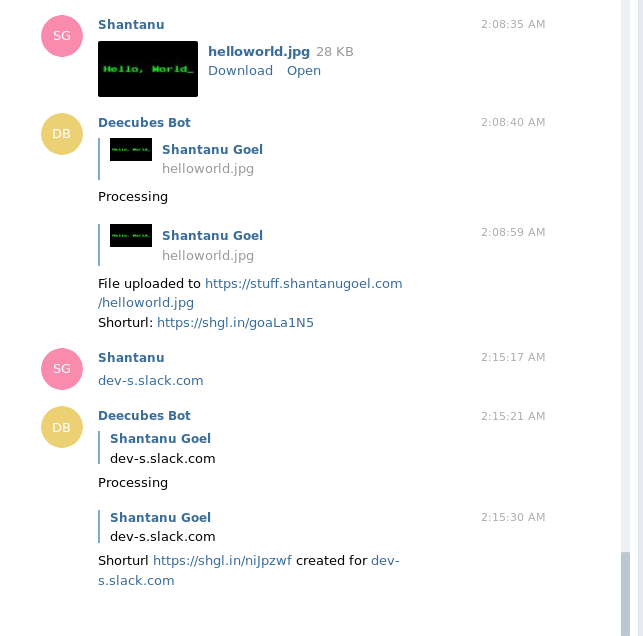 SG
Shantanu
2:08:35 AM
Hello, World_
helloworld.jpg 28 KB
Download Open
DB
Deecubes Bot
2:08:40 AM
Hello, World_
Shantanu Goel
helloworld.jpg
Processing
Hello, World_
Shantanu Goel
2:08:59 AM
helloworld.jpg
File uploaded to https://stuff.shantanugoel.com
/helloworld.jpg
Shorturl: https://shgl.in/goaLa1N5
SG
Shantanu
2:15:17 AM
dev-s.slack.com
DB
Deecubes Bot
2:15:21 AM
Shantanu Goel
dev-s.slack.com
Processing
Shantanu Goel
2:15:30 AM
dev-s.slack.com
Shorturl https://shgl.in/niJpzwf created for dev-
s.slack.com